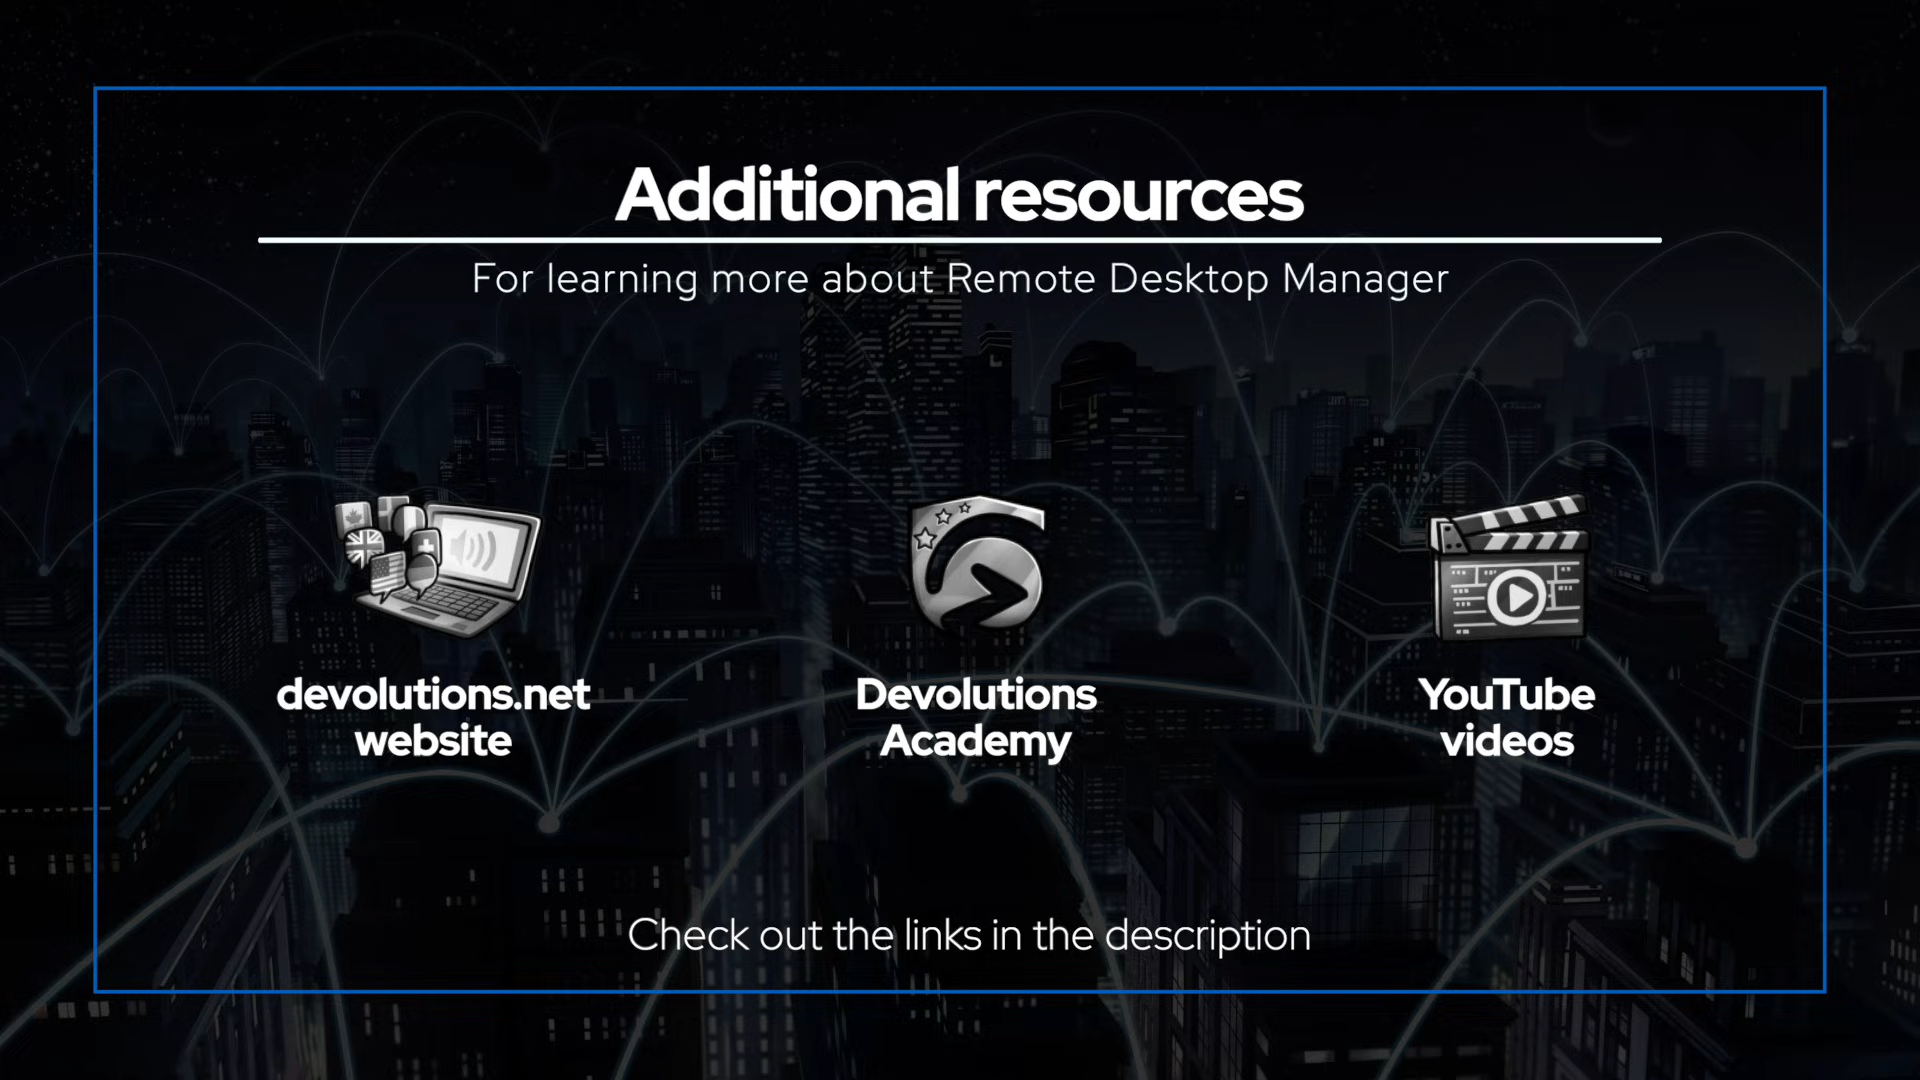 Additional resources
For learning more about Remote Desktop Manager
devolutions.net
website
Devolutions
Academy
YouTube
videos
Check out the links in the description